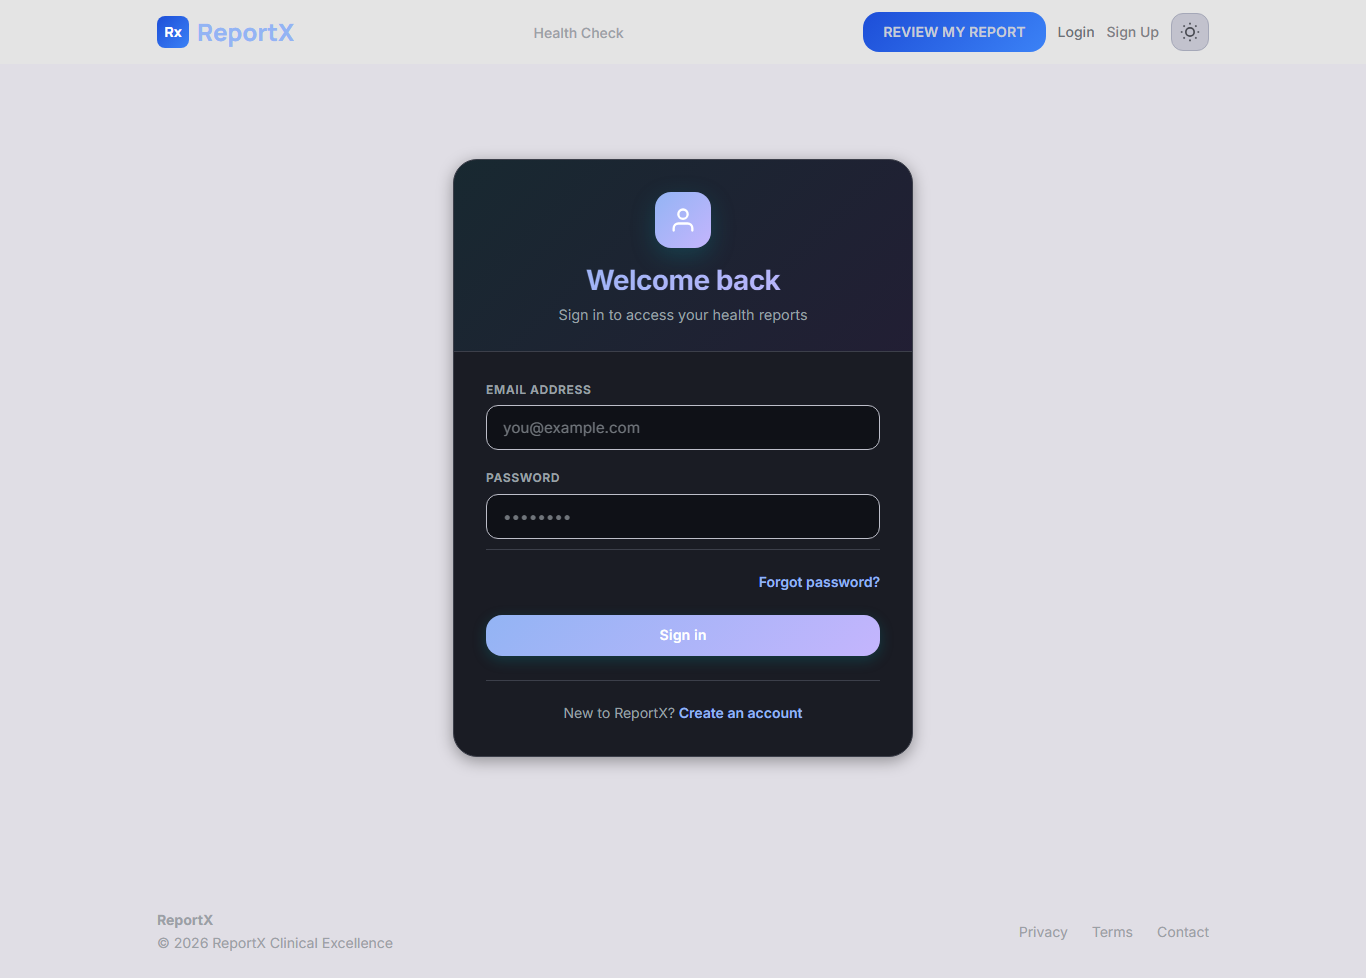 Rx ReportX
Health Check
REVIEW MY REPORT
Login
Sign Up
Welcome back
Sign in to access your health reports
EMAIL ADDRESS
you@example.com
PASSWORD
••••••••
Forgot password?
Sign in
New to ReportX? Create an account
ReportX
© 2026 ReportX Clinical Excellence
Privacy
Terms
Contact